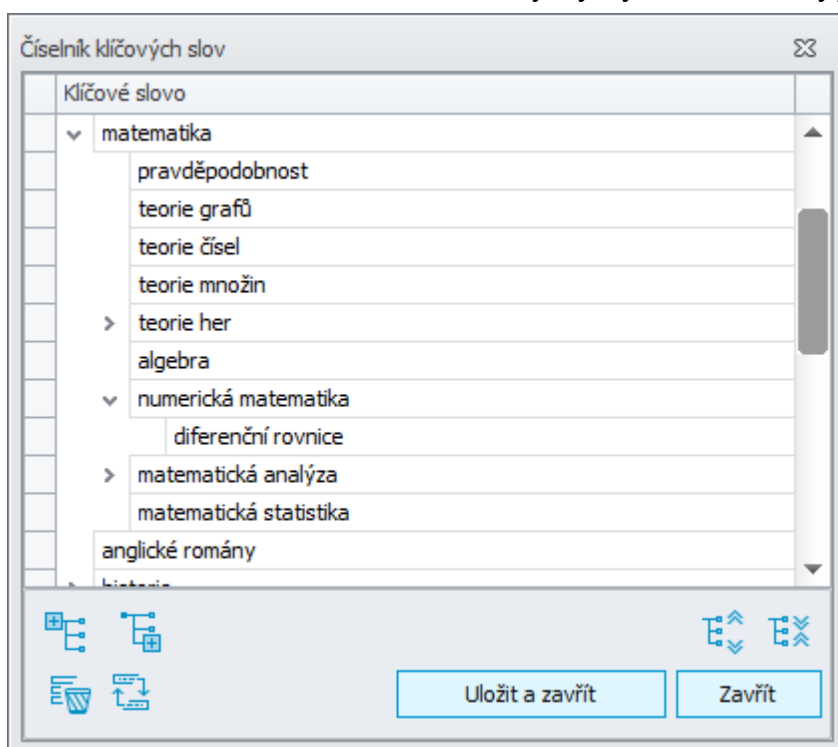 Číselník klíčových slov
Klíčové slovo
matematika
pravděpodobnost
teorie grafů
teorie čísel
teorie množin
teorie her
algebra
numerická matematika
diferenční rovnice
matematická analýza
matematická statistika
anglické romány
Uložit a zavřít
Zavřít